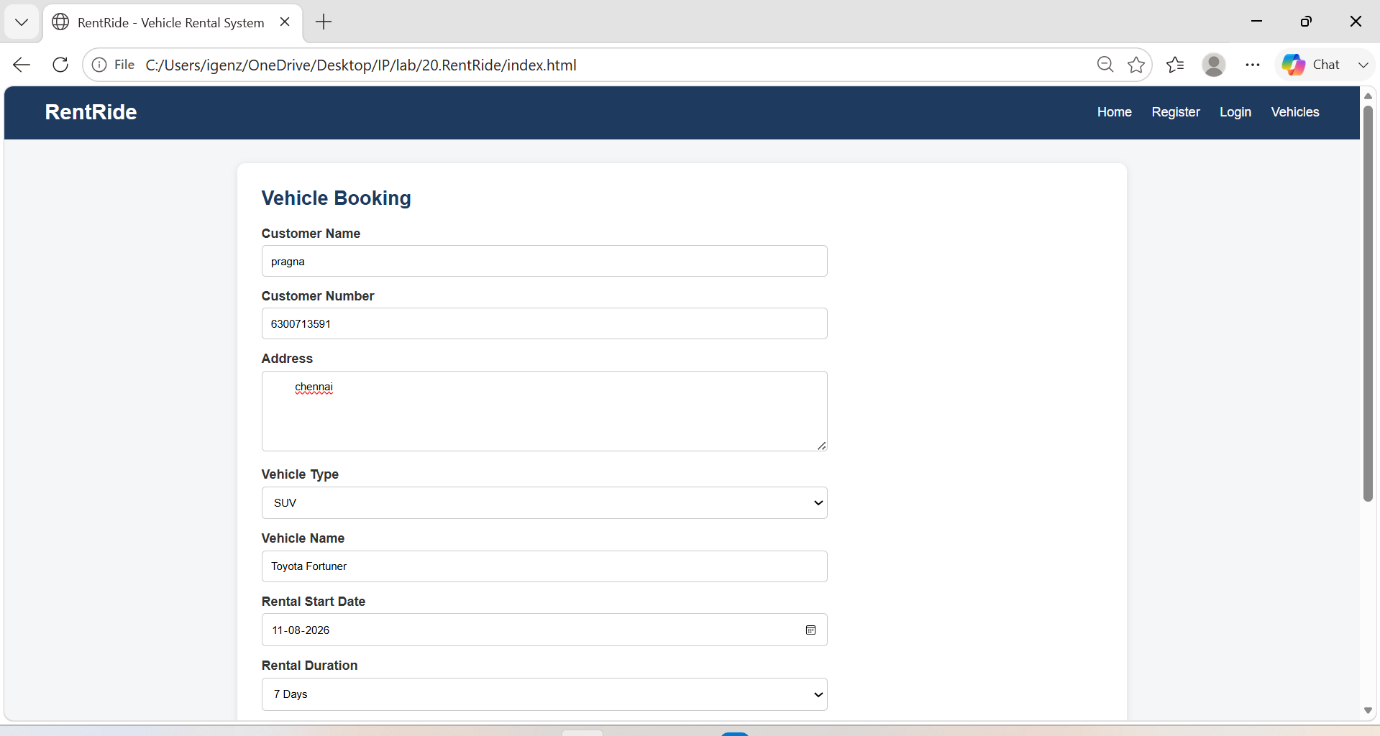 RentRide - Vehicle Rental System
File C:/Users/igenz/OneDrive/Desktop/IP/lab/20.RentRide/index.html
Chat
RentRide
Home Register Login Vehicles
Vehicle Booking
Customer Name
pragna
Customer Number
6300713591
Address
chennai
Vehicle Type
SUV
Vehicle Name
Toyota Fortuner
Rental Start Date
11-08-2026
Rental Duration
7 Days